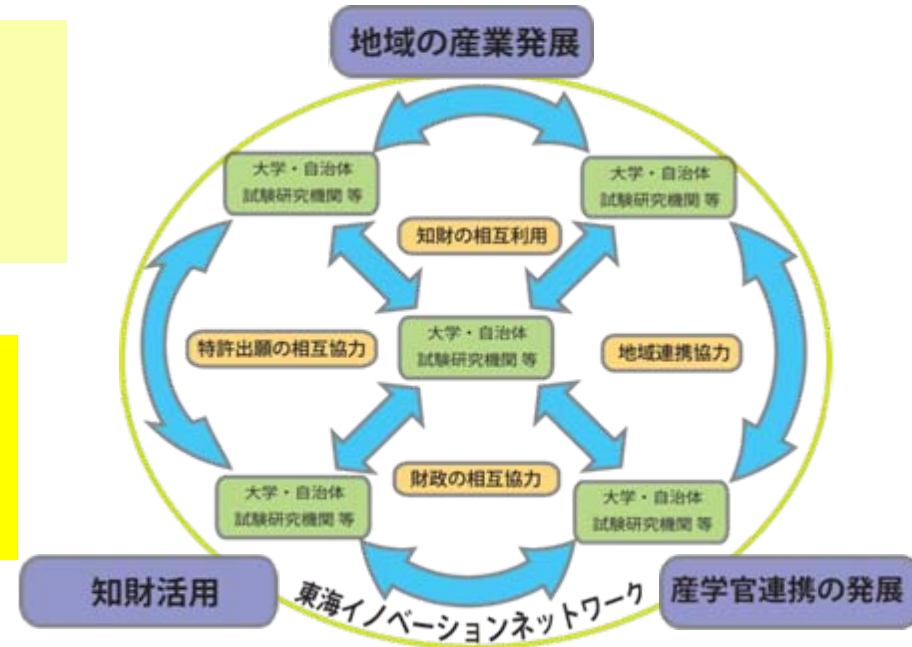 地域の産業発展
大学・自治体
試験研究機関 等
大学・自治体
試験研究機関 等
知財の相互利用
特許出願の相互協力
大学・自治体
試験研究機関 等
地域連携協力
財政の相互協力
大学・自治体
試験研究機関 等
大学・自治体
試験研究機関 等
知財活用
東海イノベーションネットワーク
産学官連携の発展